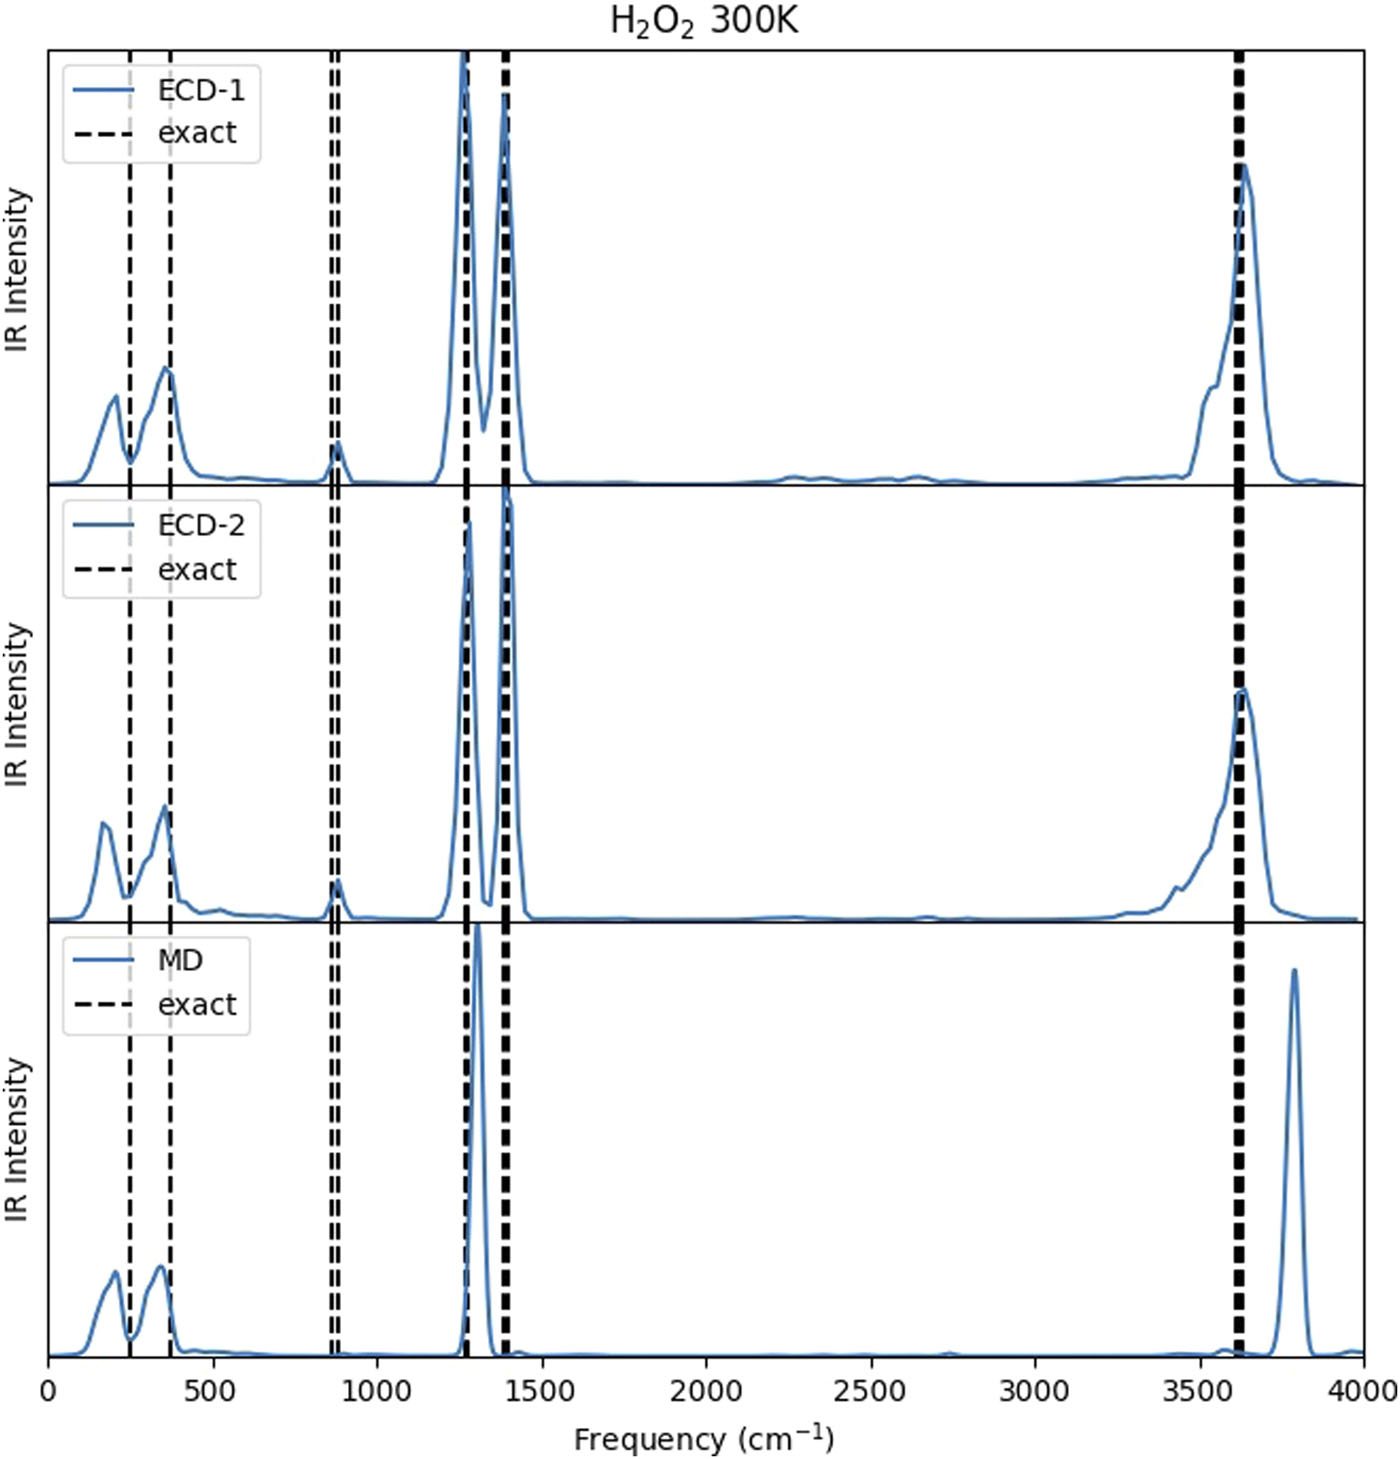 H₂O₂ 300K
ECD-1
exact
IR Intensity
ECD-2
exact
IR Intensity
MD
exact
IR Intensity
0 500 1000 1500 2000 2500 3000 3500 4000
Frequency (cm⁻¹)